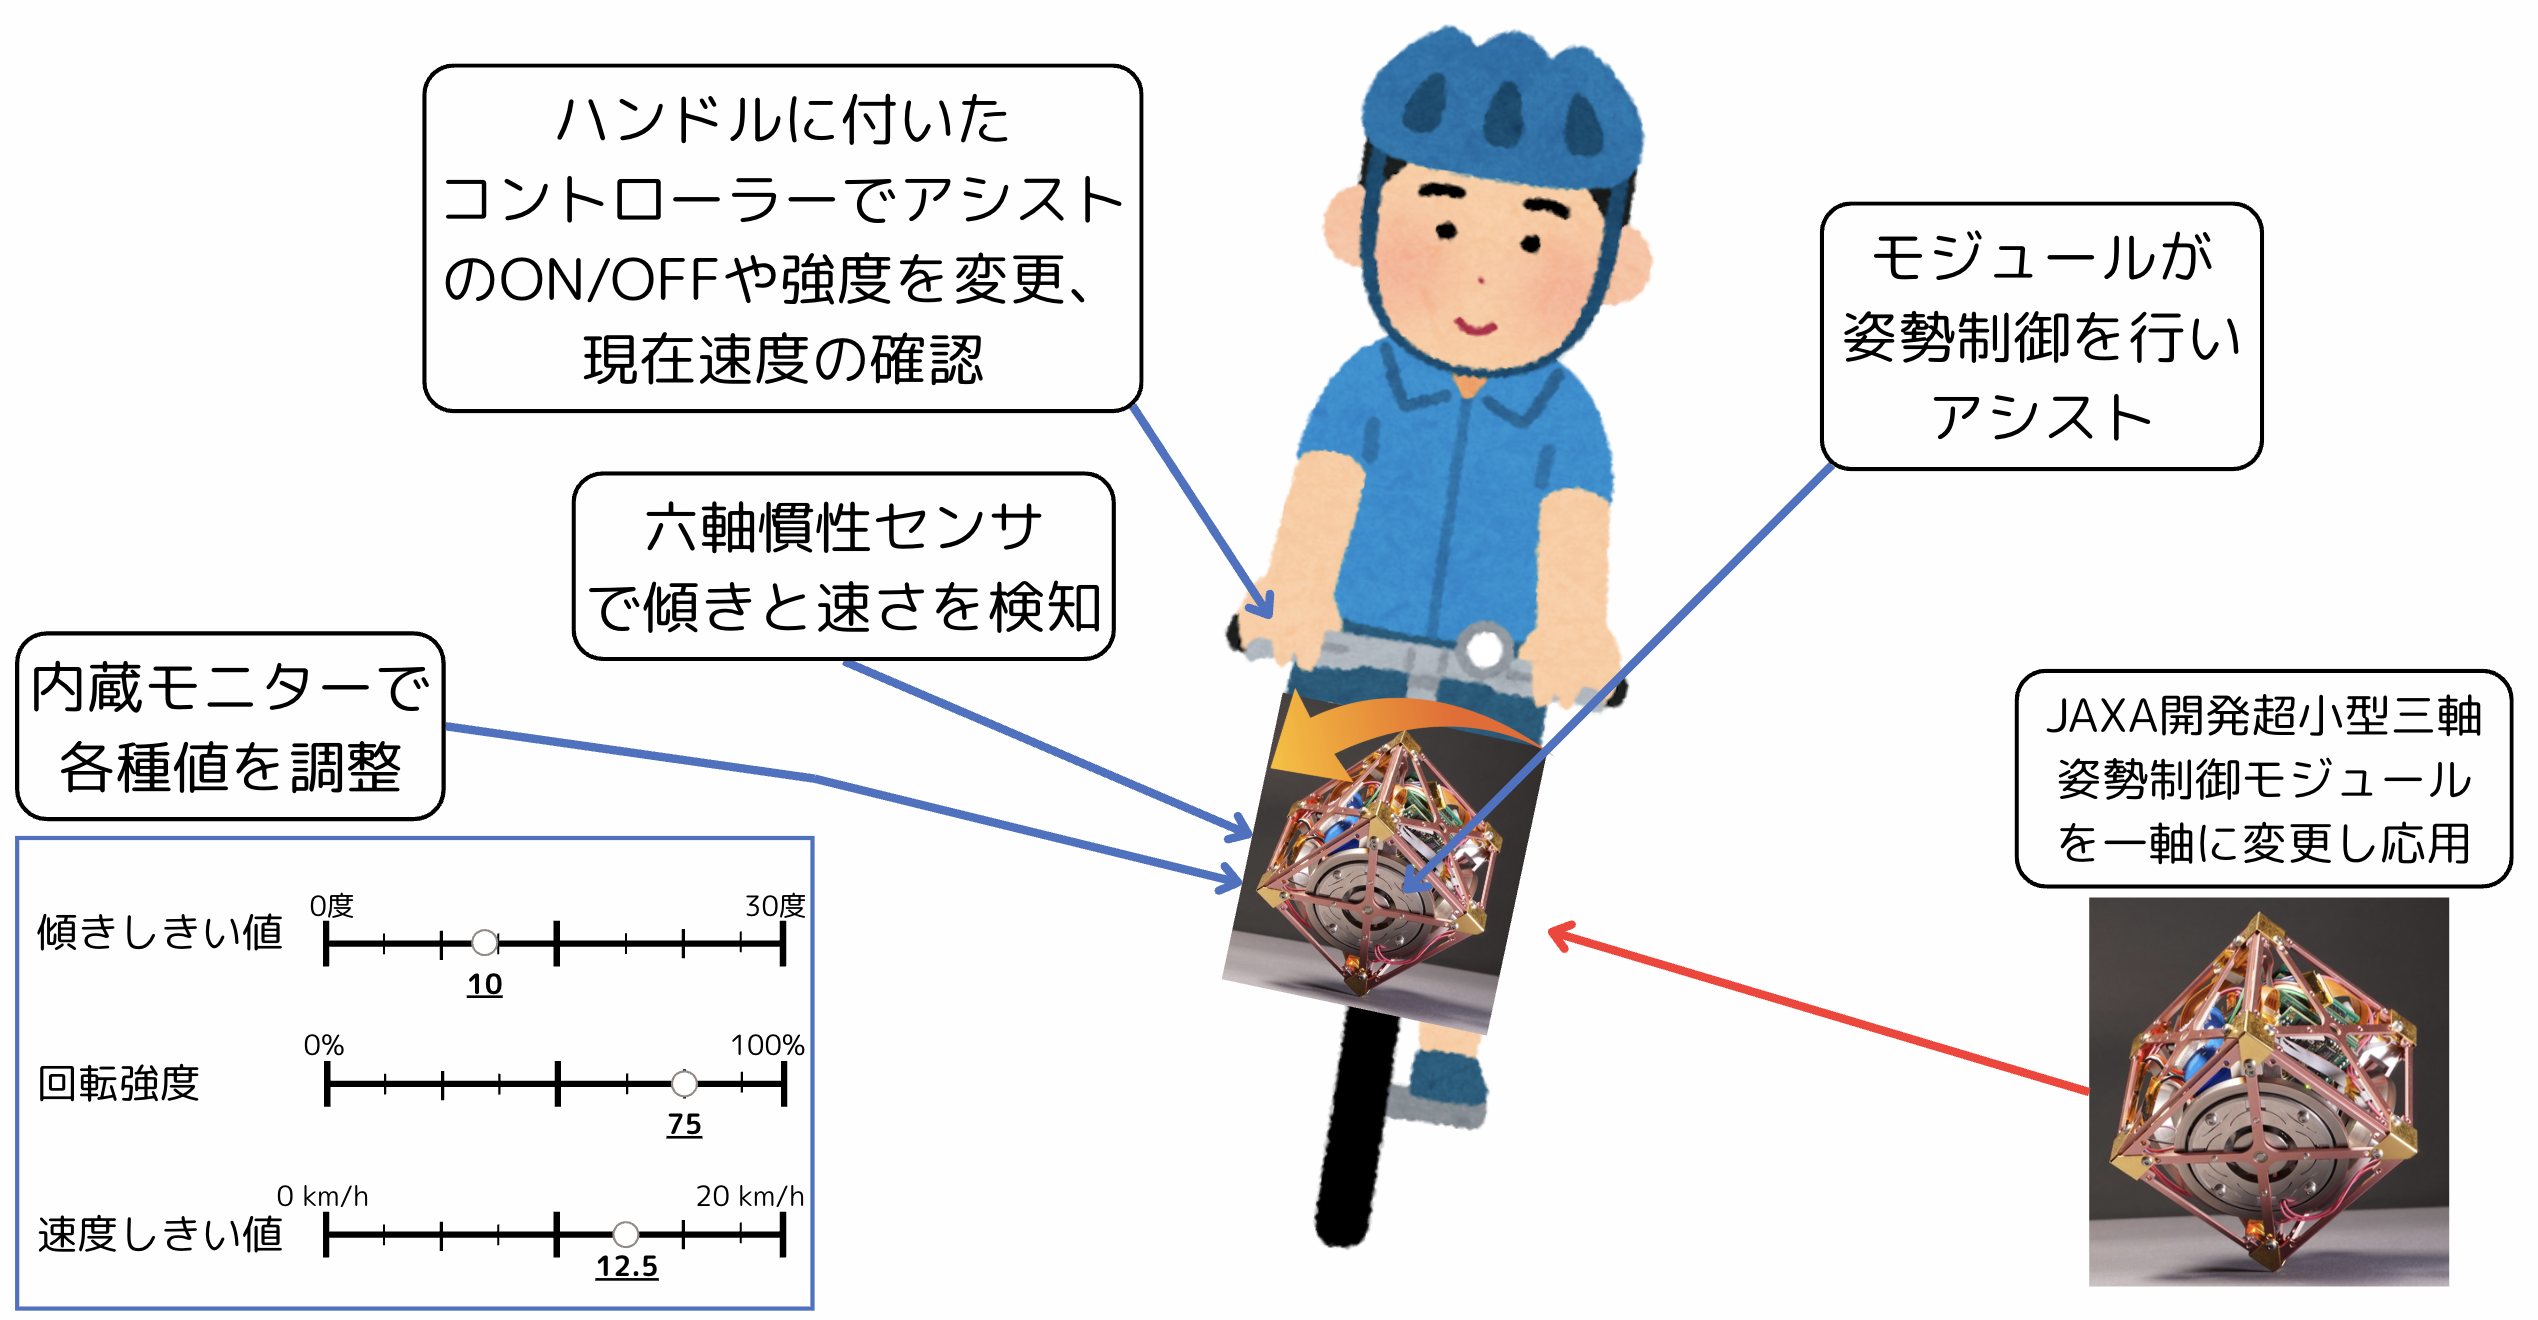 ハンドルに付いた
コントローラーでアシスト
のON/OFFや強度を変更、
現在速度の確認
モジュールが
姿勢制御を行い
アシスト
六軸慣性センサ
で傾きと速さを検知
内蔵モニターで
各種値を調整
JAXA開発超小型三軸
姿勢制御モジュール
を一軸に変更し応用
傾きしきい値
0度
30度
10
回転強度
0%
100%
75
速度しきい値
0 km/h
20 km/h
12.5